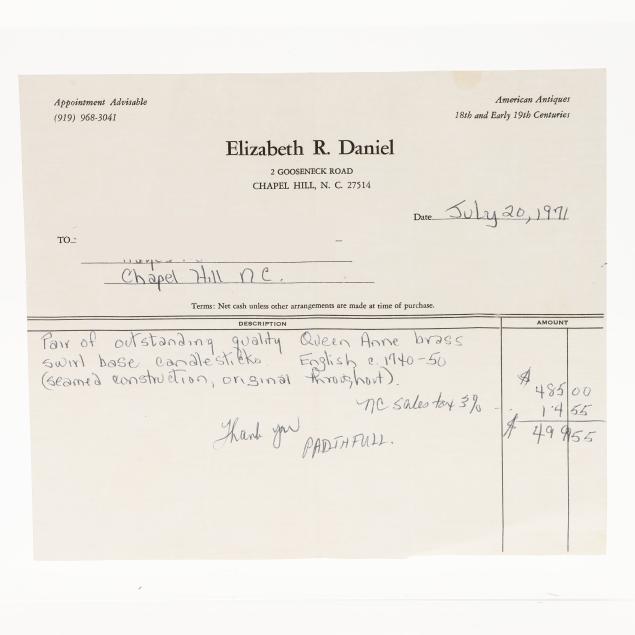 Appointment Advisable
(919) 968-3041
American Antiques
18th and Early 19th Centuries
Elizabeth R. Daniel
2 GOOSENECK ROAD
CHAPEL HILL, N. C. 27514
Date July 20, 1971
TO:
Chapel Hill NC.
Terms: Net cash unless other arrangements are made at time of purchase.
DESCRIPTION AMOUNT
Pair of outstanding quality Queen Anne brass
swirl base candlesticks. English c. 1740-50
(seamed construction, original throughout). $ 485 00
NC Sales tax 3% 14 55
Thank you $ 499 55
PAID IN FULL.